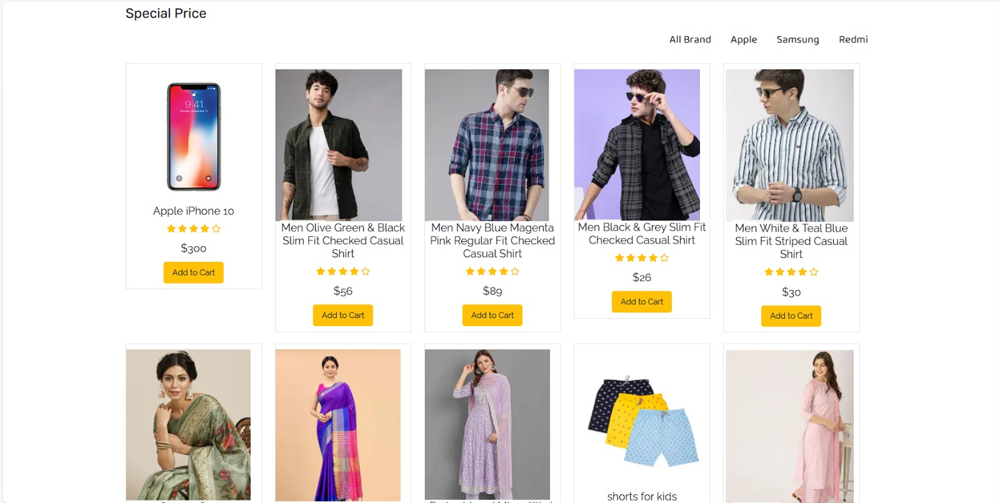 Special Price
All Brand Apple Samsung Redmi
9:41
Apple iPhone 10
$300
Add to Cart
Men Olive Green & Black
Slim Fit Checked Casual
Shirt
$56
Add to Cart
Men Navy Blue Magenta
Pink Regular Fit Checked
Casual Shirt
$89
Add to Cart
Men Black & Grey Slim Fit
Checked Casual Shirt
$26
Add to Cart
Men White & Teal Blue
Slim Fit Striped Casual
Shirt
$30
Add to Cart
shorts for kids